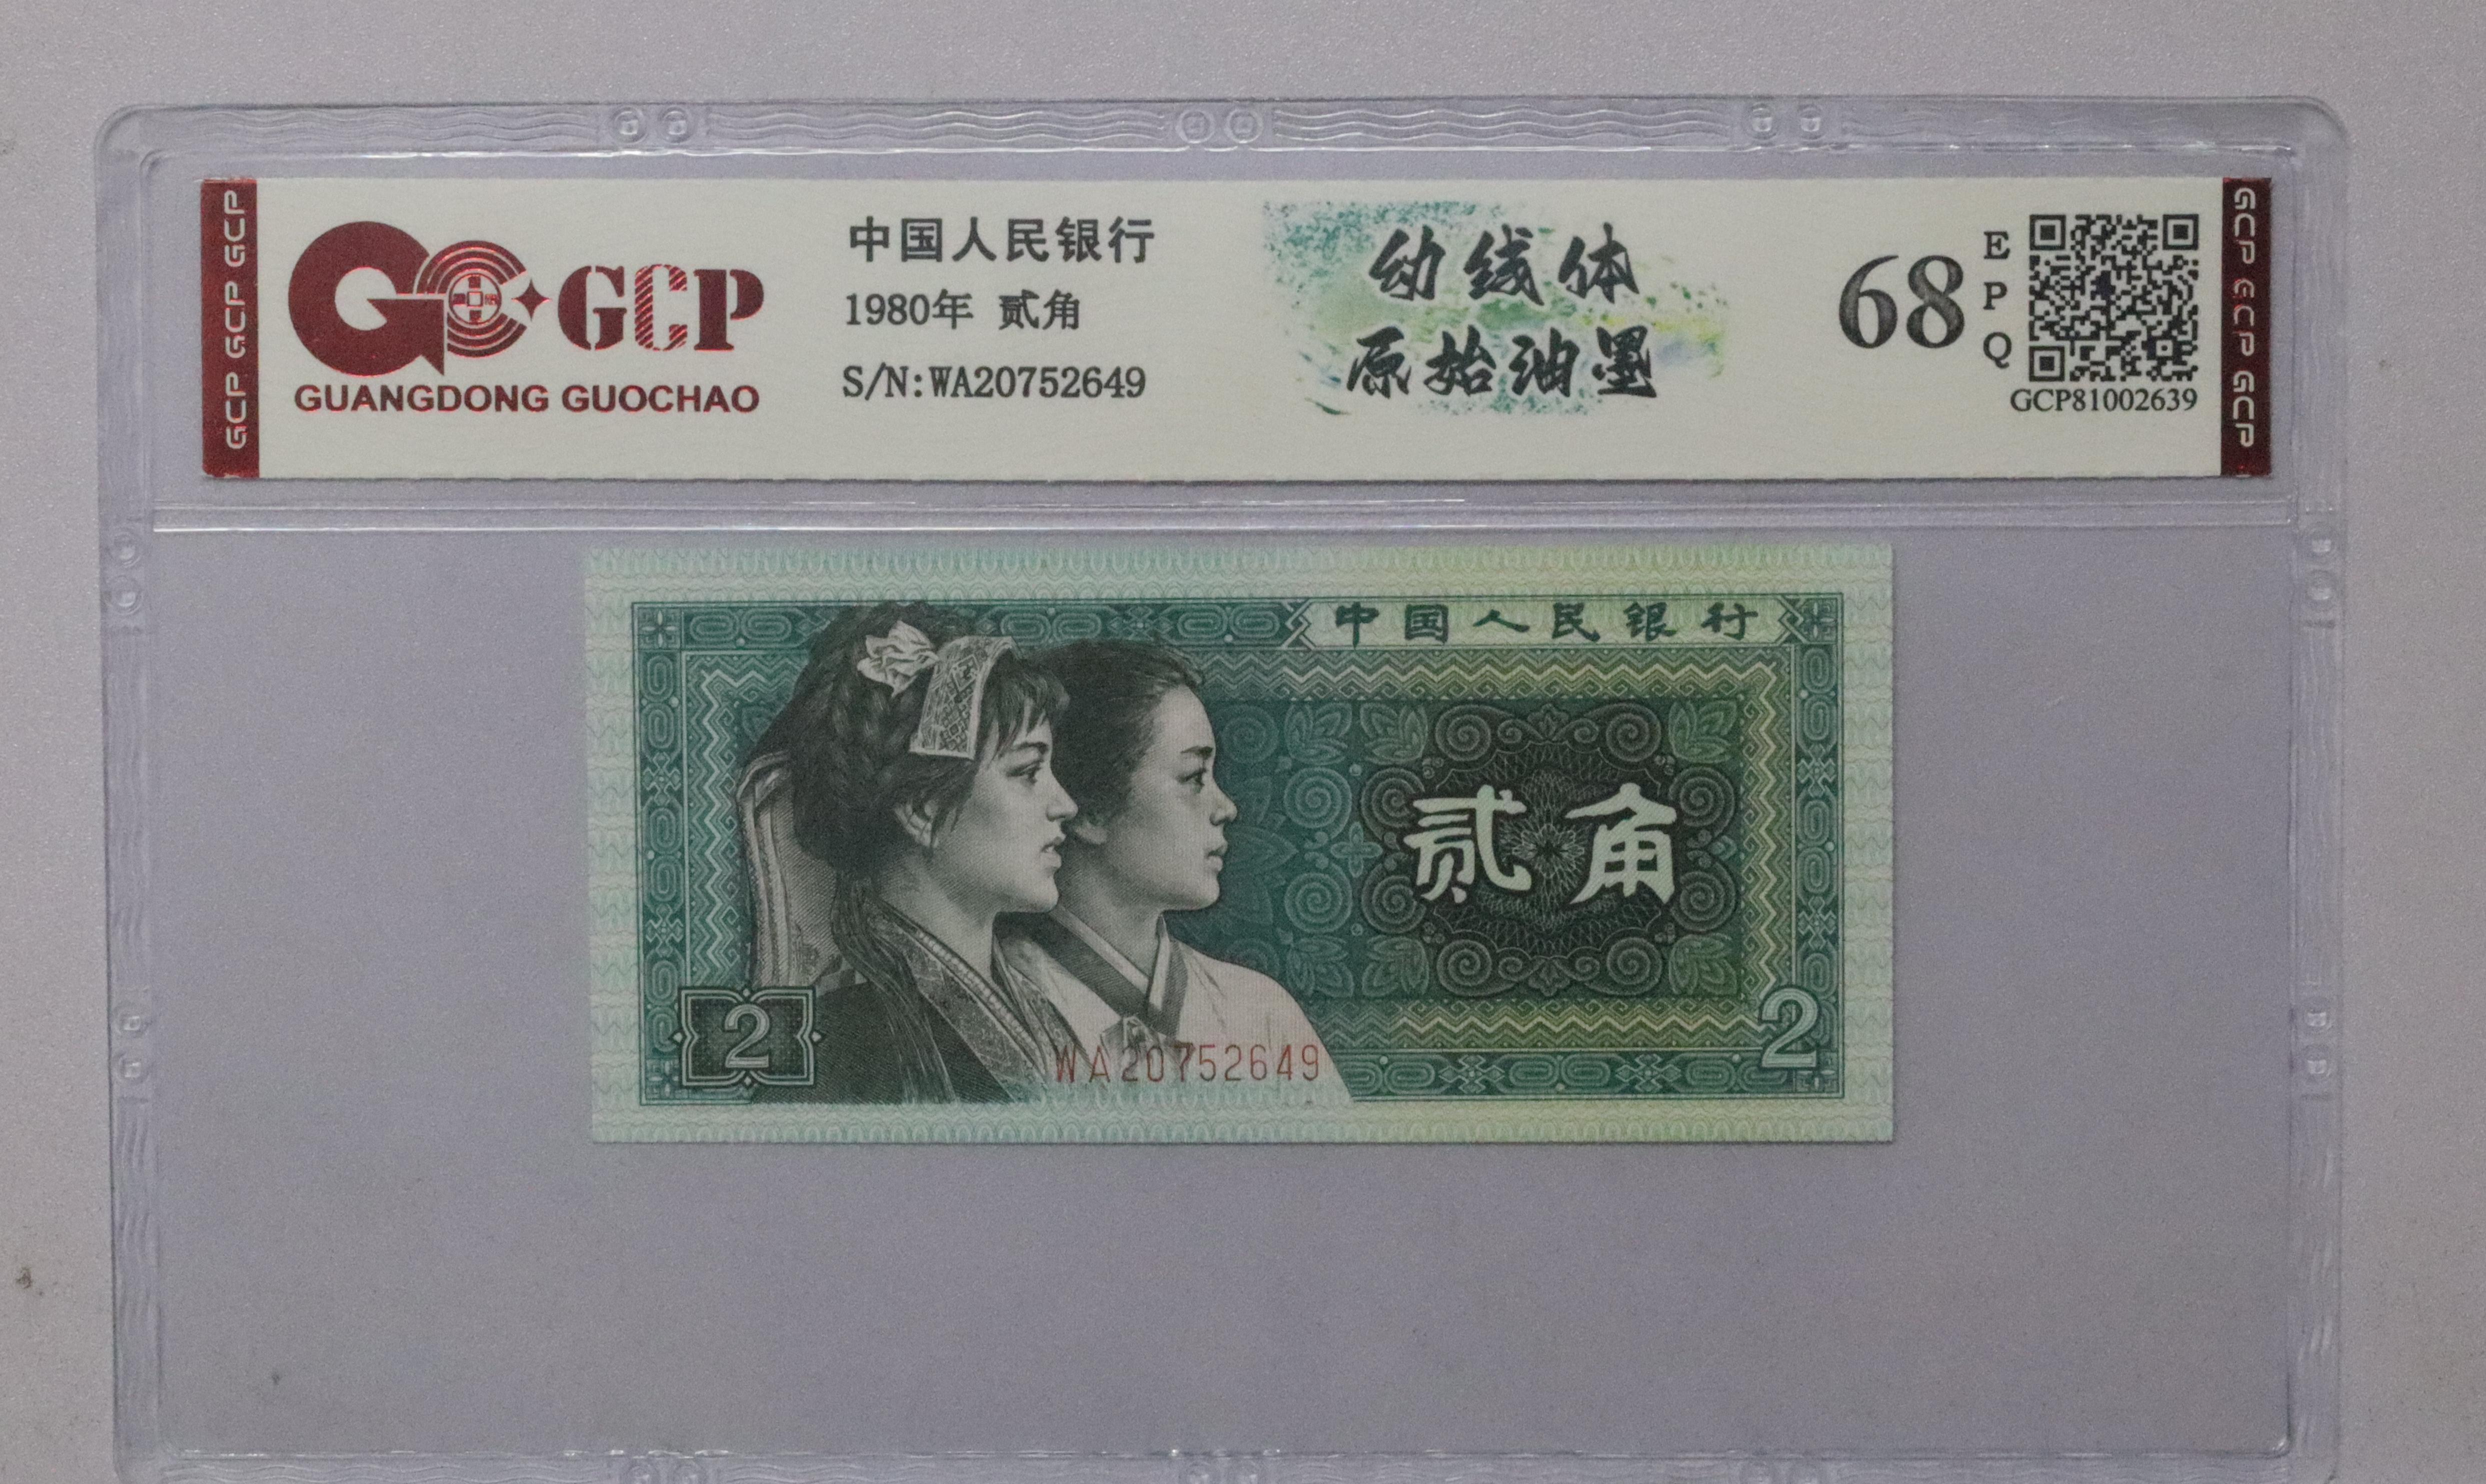 GCP GCP GCP
GCP
GUANGDONG GUOCHAO
中国人民银行
1980年 贰角
S/N:WA20752649
幼线体
原始油墨
68
EPQ
GCP81002639
GCP GCP GCP
中国人民银行
贰角
2
WA20752649
2